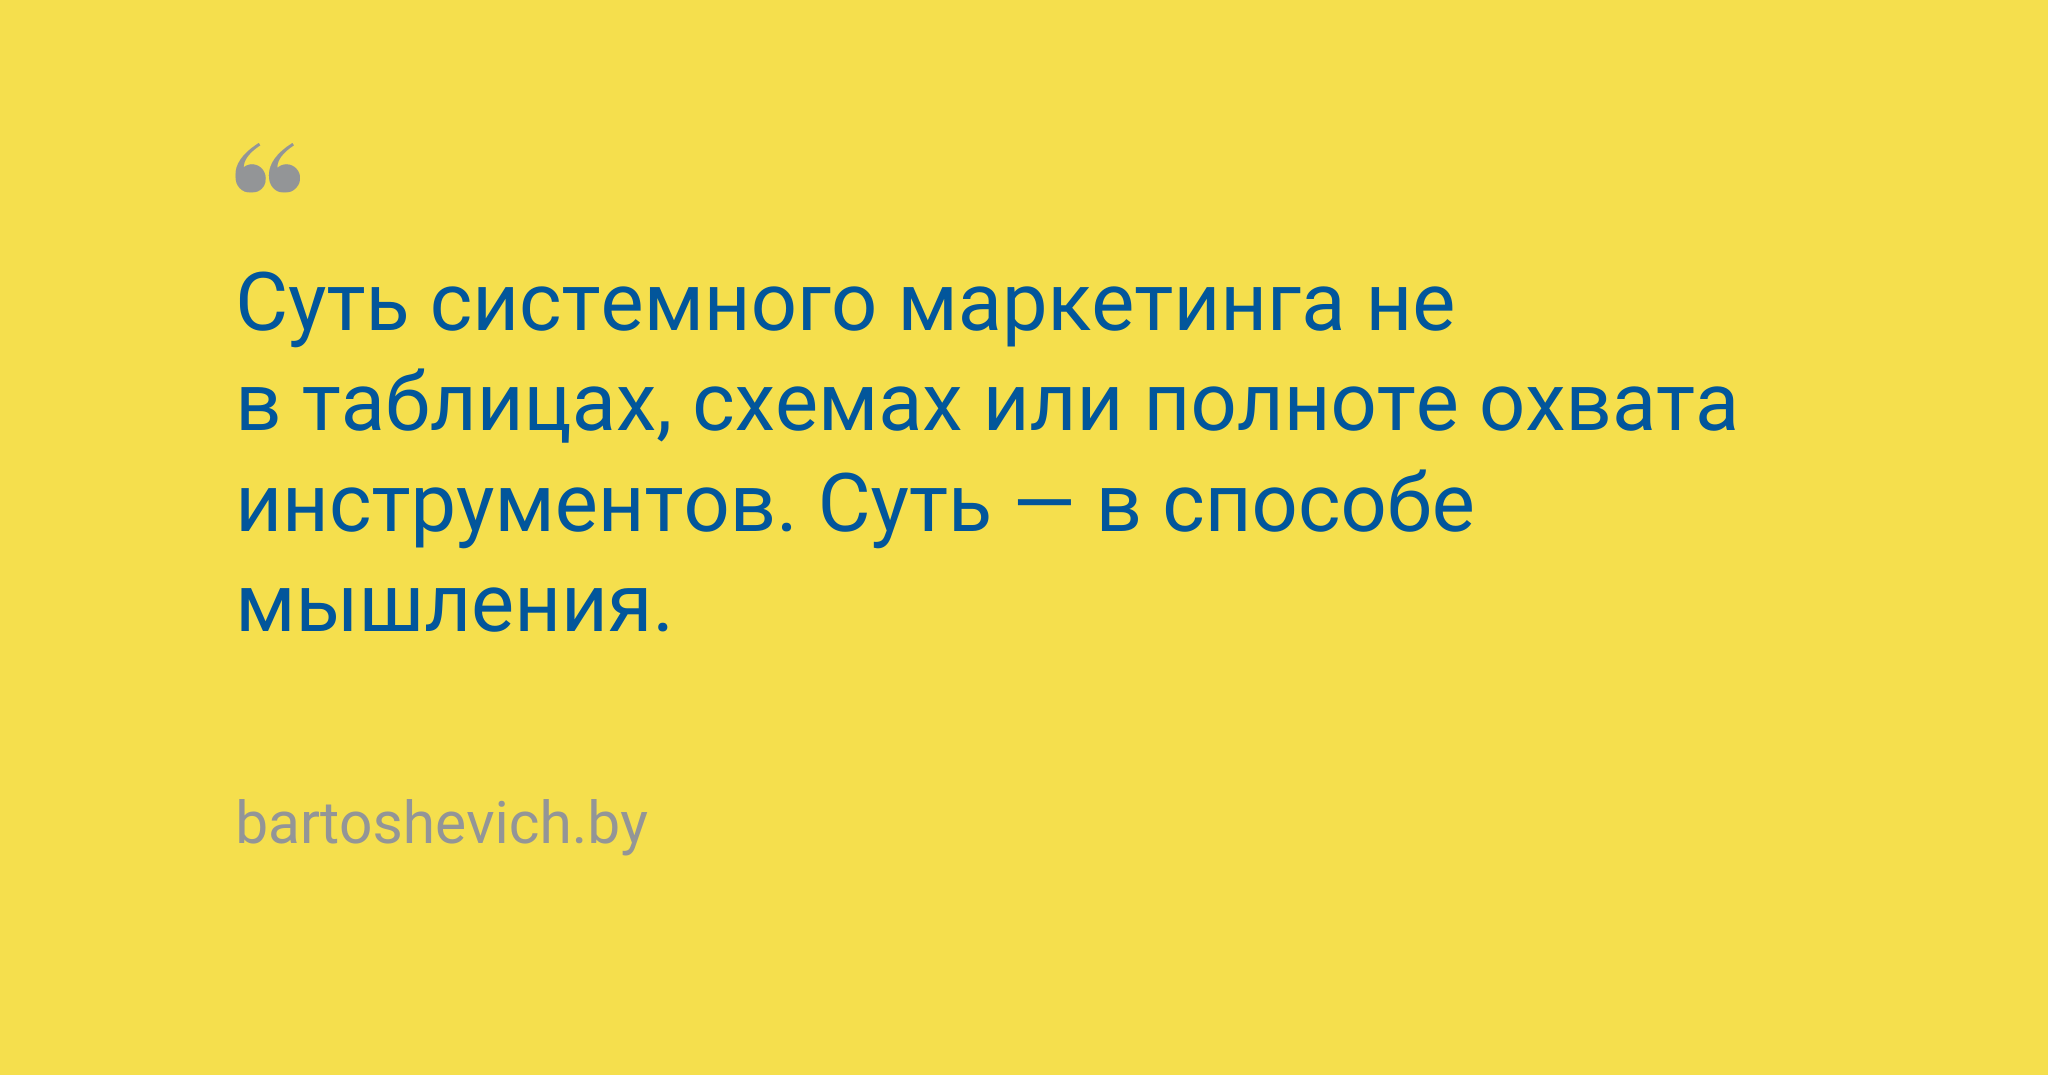 “
Суть системного маркетинга не
в таблицах, схемах или полноте охвата
инструментов. Суть — в способе
мышления.
bartoshevich.by